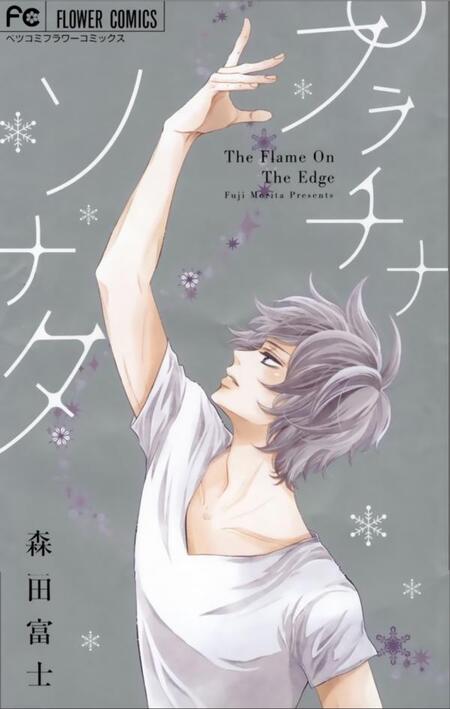 FC FLOWER COMICS
ベツコミフラワーコミックス
プラチナ
ソナタ
The Flame On
The Edge
Fuji Morita Presents
森田富士